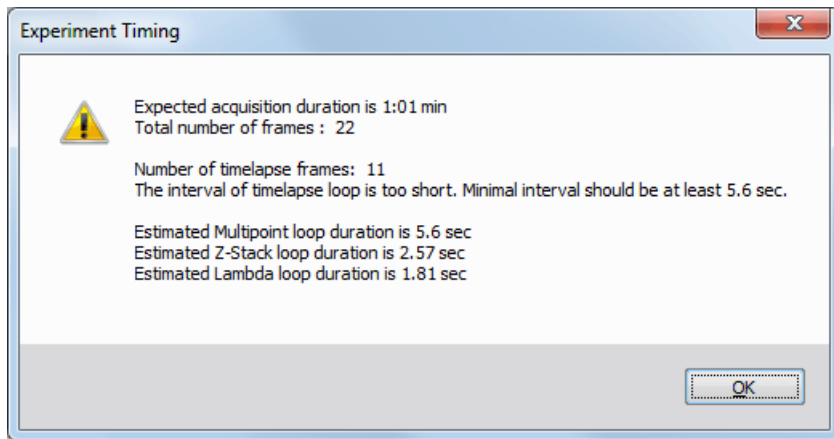 Experiment Timing
Expected acquisition duration is 1:01 min
Total number of frames :  22
Number of timelapse frames:  11
The interval of timelapse loop is too short. Minimal interval should be at least 5.6 sec.
Estimated Multipoint loop duration is 5.6 sec
Estimated Z-Stack loop duration is 2.57 sec
Estimated Lambda loop duration is 1.81 sec
OK